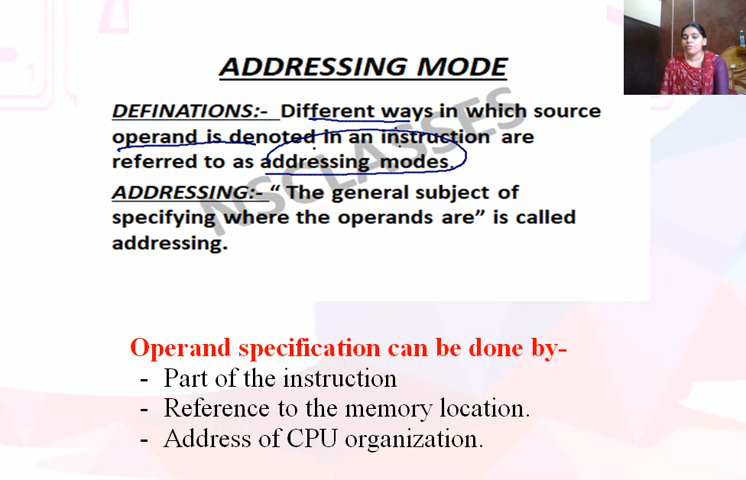 ADDRESSING MODE
DEFINATIONS:- Different ways in which source
operand is denoted in an instruction are
referred to as addressing modes.
ADDRESSING:- “ The general subject of
specifying where the operands are” is called
addressing.
NSCLASSES
Operand specification can be done by-
- Part of the instruction
- Reference to the memory location.
- Address of CPU organization.